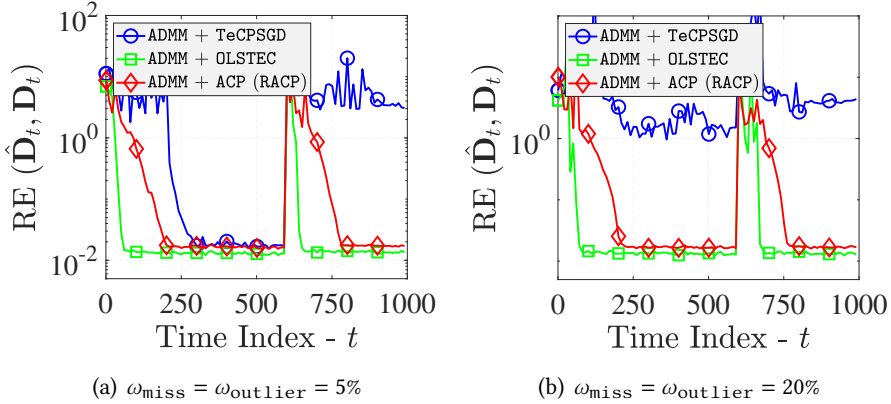 10^2
10^0
10^-2
RE (D̂_t, D_t)
ADMM + TeCPSGD
ADMM + OLSTEC
ADMM + ACP (RACP)
0 250 500 750 1000
Time Index - t
(a) ω_miss = ω_outlier = 5%
10^2
10^0
RE (D̂_t, D_t)
ADMM + TeCPSGD
ADMM + OLSTEC
ADMM + ACP (RACP)
0 250 500 750 1000
Time Index - t
(b) ω_miss = ω_outlier = 20%